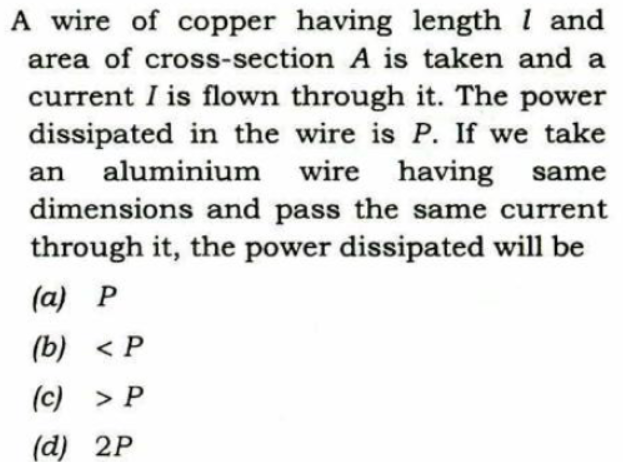 A wire of copper having length l and
area of cross-section A is taken and a
current I is flown through it. The power
dissipated in the wire is P. If we take
an aluminium wire having same
dimensions and pass the same current
through it, the power dissipated will be
(a) P
(b) < P
(c) > P
(d) 2P